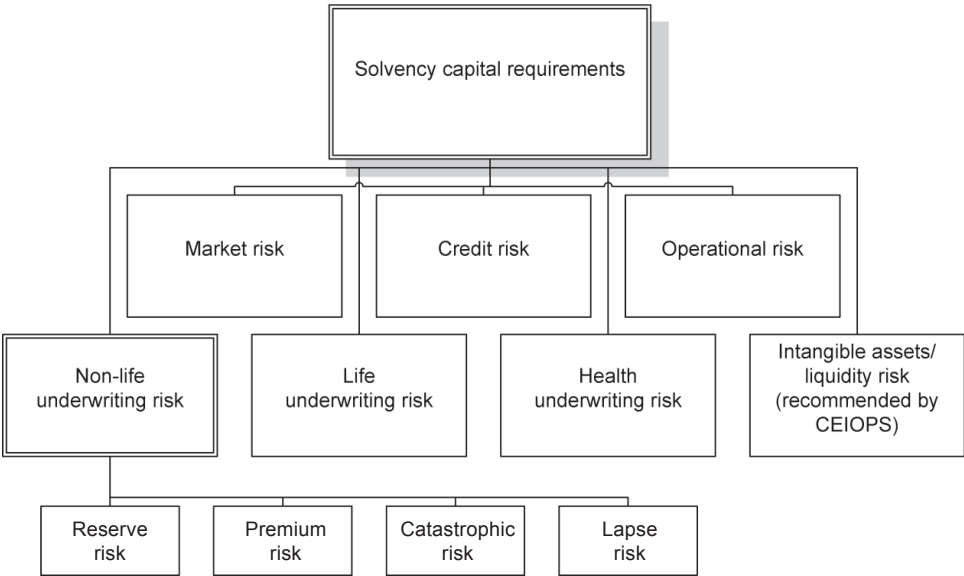 Solvency capital requirements
Market risk
Credit risk
Operational risk
Non-life
underwriting risk
Life
underwriting risk
Health
underwriting risk
Intangible assets/
liquidity risk
(recommended by
CEIOPS)
Reserve
risk
Premium
risk
Catastrophic
risk
Lapse
risk